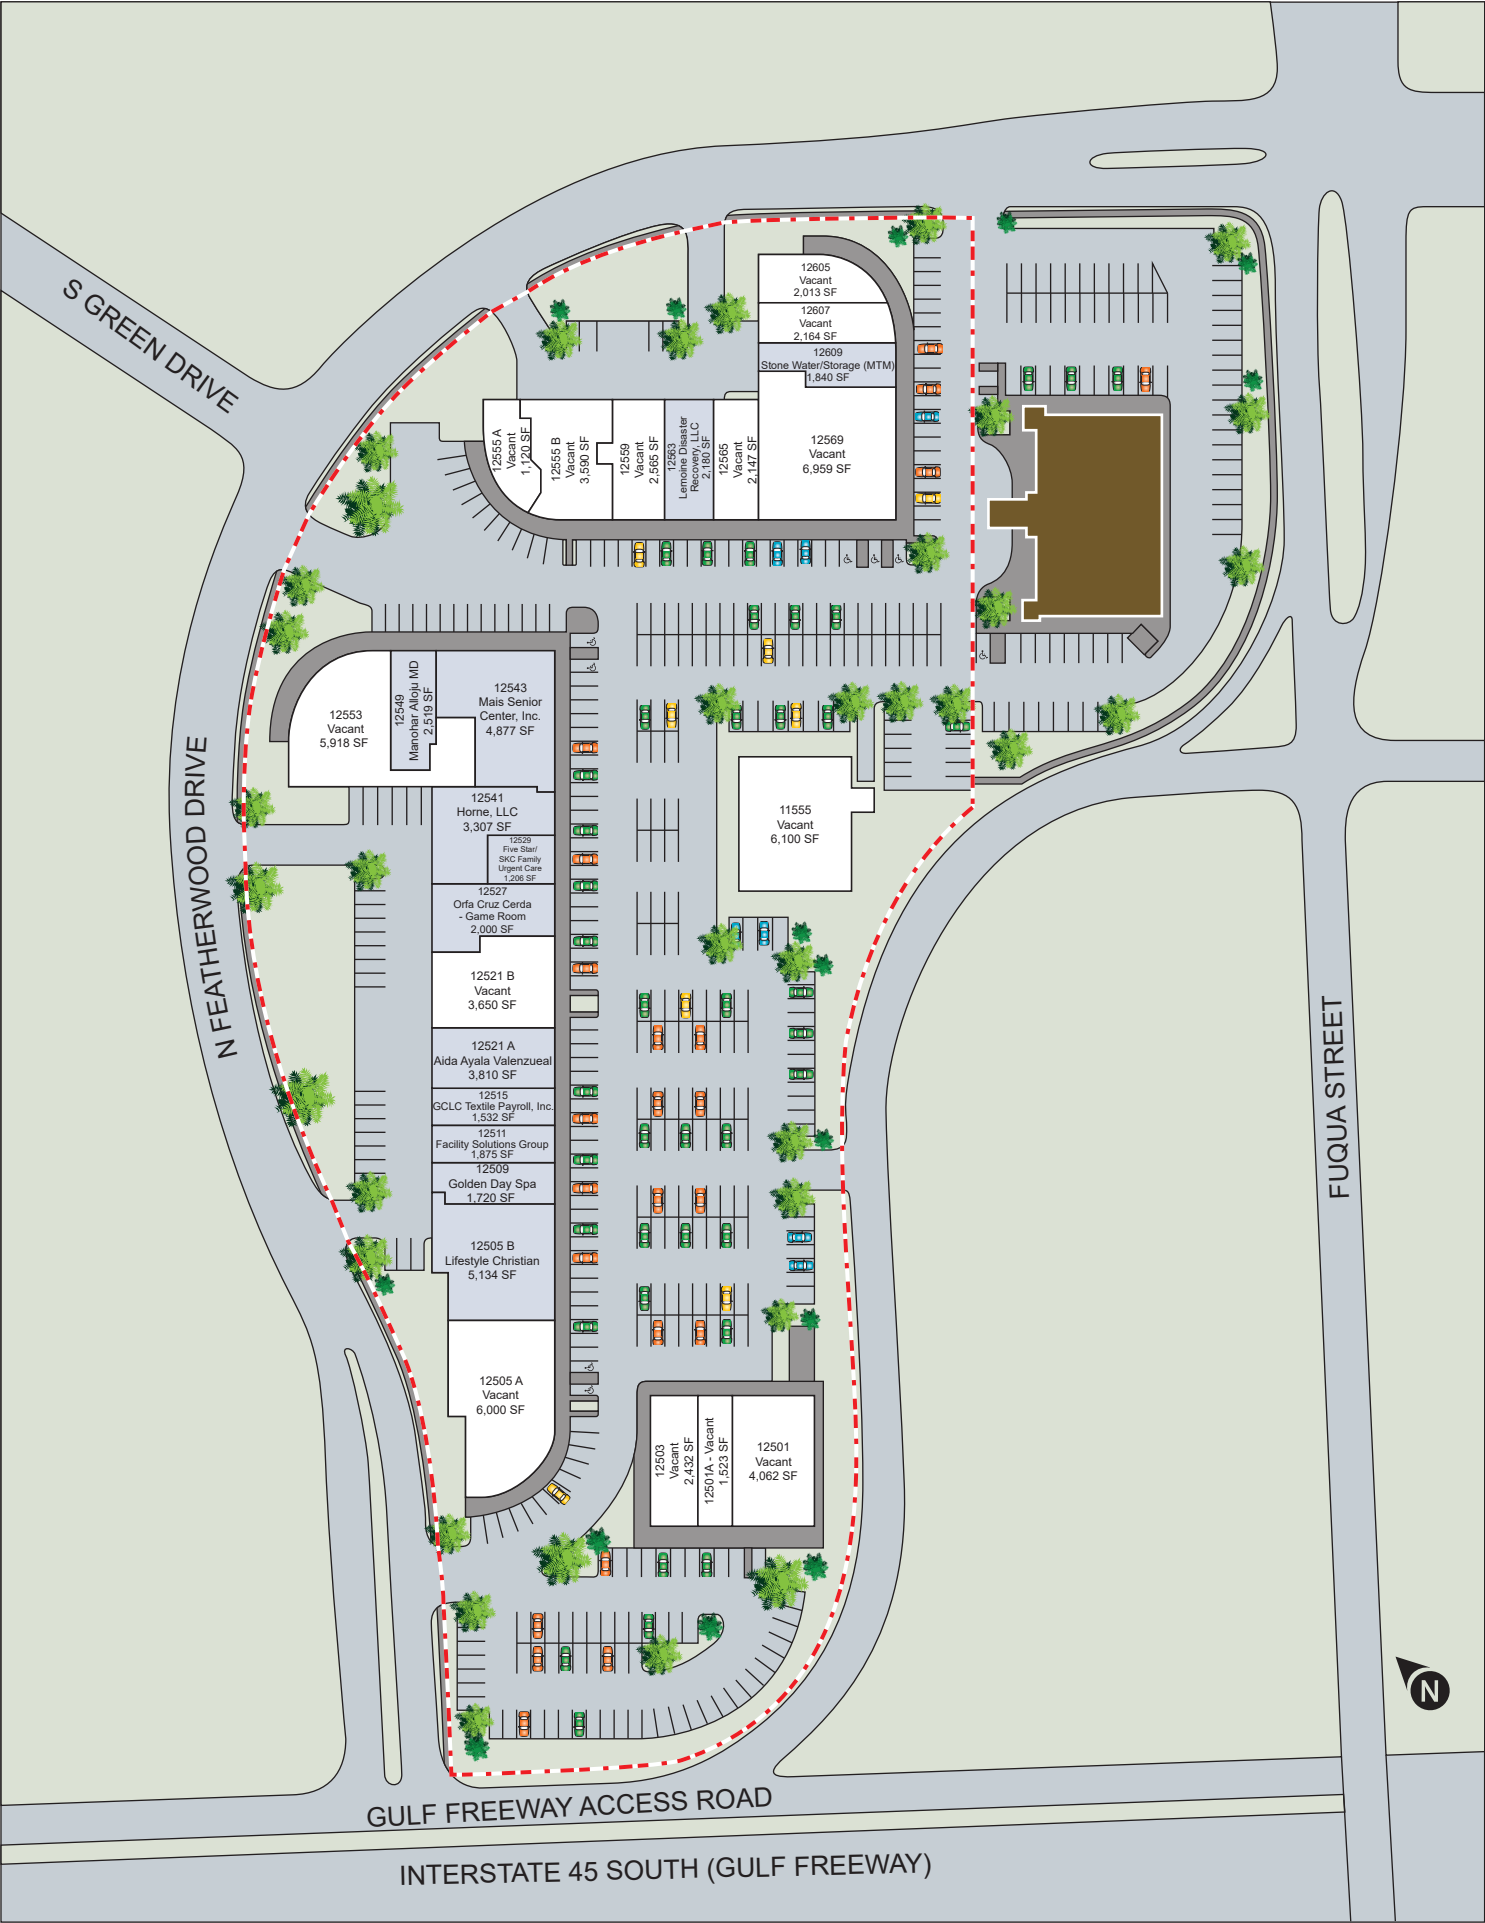 S GREEN DRIVE
12605
Vacant
2,013 SF
12607
Vacant
2,164 SF
12609
Stone Water/Storage (MTM)
1,840 SF
12555 A
Vacant
1,120 SF
12555 B
Vacant
3,590 SF
12559
Vacant
2,565 SF
12563
Lemoine Disaster
Recovery, LLC
2,180 SF
12565
Vacant
2,147 SF
12569
Vacant
6,959 SF
12553
Vacant
5,918 SF
12549
Manohar Alloju MD
2,519 SF
12543
Mais Senior
Center, Inc.
4,877 SF
12541
Horne, LLC
3,307 SF
12529
Five Star/
SKC Family
Urgent Care
1,206 SF
12527
Orfa Cruz Cerda
- Game Room
2,000 SF
12521 B
Vacant
3,650 SF
12521 A
Aida Ayala Valenzueal
3,810 SF
12515
GCLC Textile Payroll, Inc.
1,532 SF
12511
Facility Solutions Group
1,875 SF
12509
Golden Day Spa
1,720 SF
12505 B
Lifestyle Christian
5,134 SF
12505 A
Vacant
6,000 SF
11555
Vacant
6,100 SF
12503
Vacant
2,432 SF
12501A - Vacant
1,523 SF
12501
Vacant
4,062 SF
N FEATHERWOOD DRIVE
FUQUA STREET
N
GULF FREEWAY ACCESS ROAD
INTERSTATE 45 SOUTH (GULF FREEWAY)